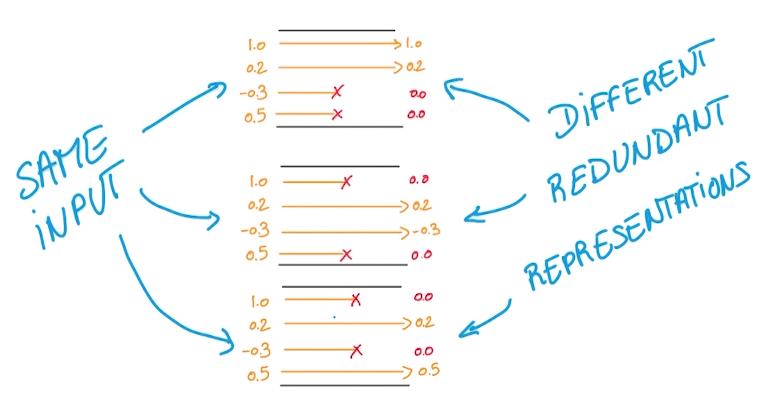 SAME
iNPUT
1.0 1.0
0.2 0.2
-0.3 0.0
0.5 0.0
1.0 0.0
0.2 0.2
-0.3 -0.3
0.5 0.0
1.0 0.0
0.2 0.2
-0.3 0.0
0.5 0.5
DiFFERENT
REDUNDANT
REPRESENTATIONS